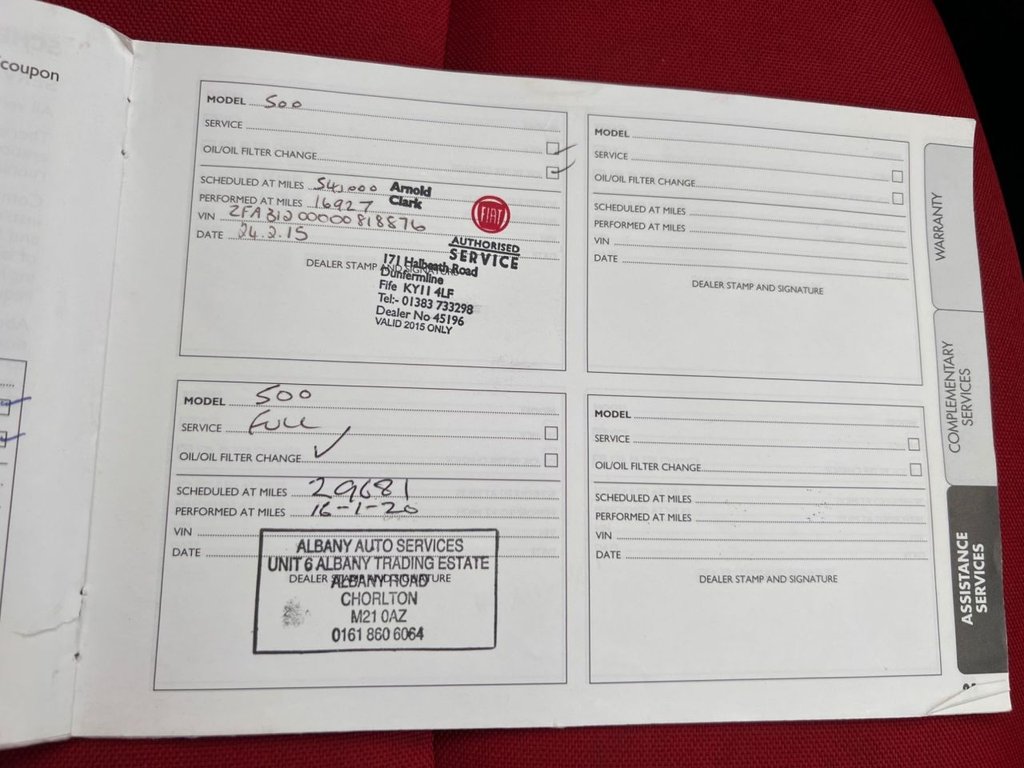 coupon
MODEL 500
SERVICE
OIL/OIL FILTER CHANGE
SCHEDULED AT MILES 54,000
PERFORMED AT MILES 16927
VIN ZFA3120000818876
DATE 24.2.15
Arnold
Clark
FIAT
AUTHORISED
SERVICE
DEALER STAMP AND SIGNATURE
171 Halbeath Road
Dunfermline
Fife KY11 4LF
Tel:- 01383 733298
Dealer No 45196
VALID 2015 ONLY
MODEL
SERVICE
OIL/OIL FILTER CHANGE
SCHEDULED AT MILES
PERFORMED AT MILES
VIN
DATE
DEALER STAMP AND SIGNATURE
MODEL 500
SERVICE FULL
OIL/OIL FILTER CHANGE
SCHEDULED AT MILES 29681
PERFORMED AT MILES 16-1-20
VIN
DATE
DEALER STAMP AND SIGNATURE
ALBANY AUTO SERVICES
UNIT 6 ALBANY TRADING ESTATE
ALBANY ROAD
CHORLTON
M21 0AZ
0161 860 6064
MODEL
SERVICE
OIL/OIL FILTER CHANGE
SCHEDULED AT MILES
PERFORMED AT MILES
VIN
DATE
DEALER STAMP AND SIGNATURE
WARRANTY
COMPLEMENTARY
SERVICES
ASSISTANCE
SERVICES